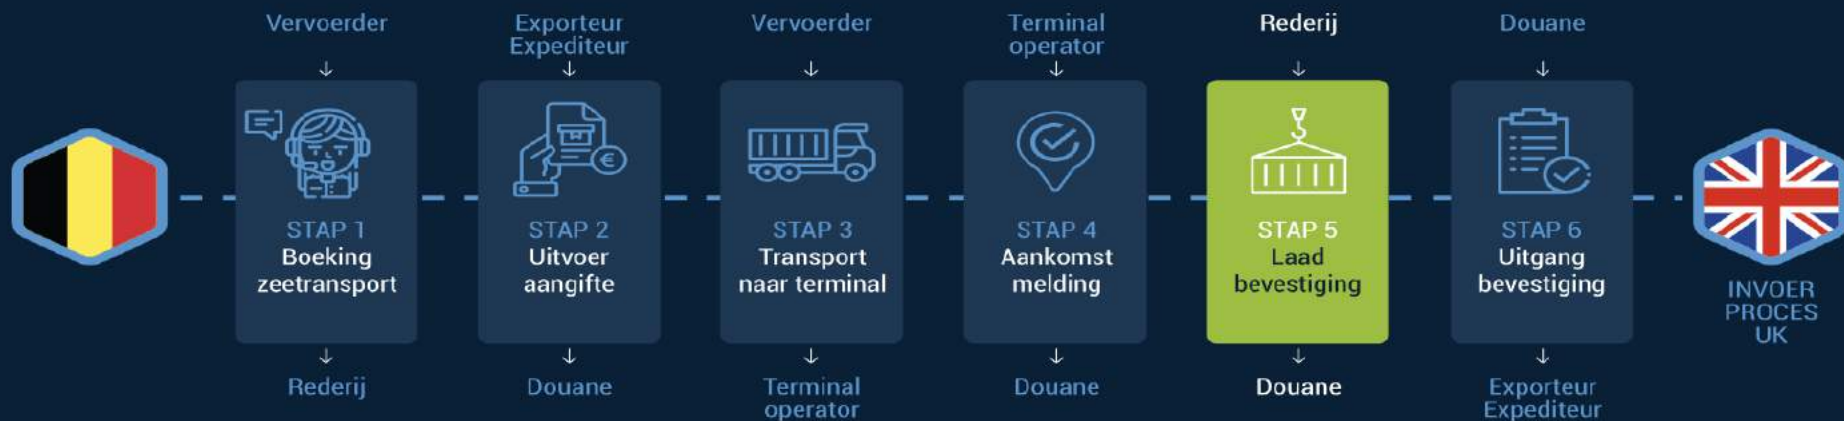 Vervoerder
Exporteur
Expediteur
Vervoerder
Terminal
operator
Rederij
Douane
STAP 1
Boeking
zeetransport
STAP 2
Uitvoer
aangifte
STAP 3
Transport
naar terminal
STAP 4
Aankomst
melding
STAP 5
Laad
bevestiging
STAP 6
Uitgang
bevestiging
INVOER
PROCES
UK
Rederij
Douane
Terminal
operator
Douane
Douane
Exporteur
Expediteur